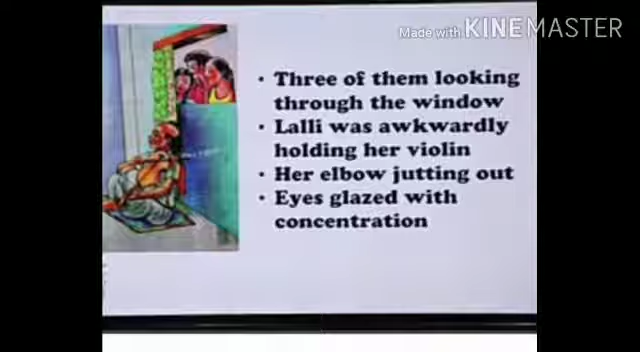 Made with KINEMASTER
• Three of them looking
through the window
• Lalli was awkwardly
holding her violin
• Her elbow jutting out
• Eyes glazed with
concentration